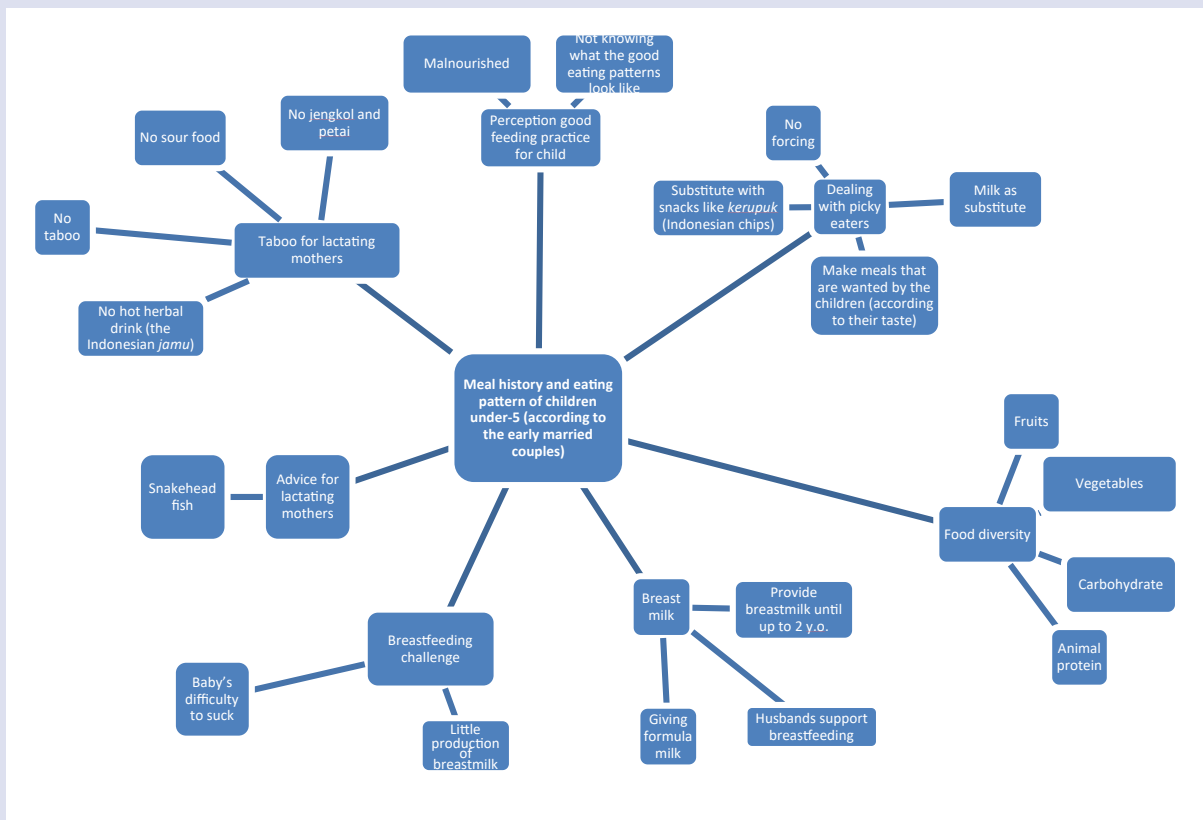 Malnourished
Not knowing
what the good
eating patterns
look like
Perception good
feeding practice
for child
No jengkol and
petai
No sour food
No
taboo
Taboo for lactating
mothers
No hot herbal
drink (the
Indonesian jamu)
No
forcing
Substitute with
snacks like kerupuk
(Indonesian chips)
Dealing
with picky
eaters
Milk as
substitute
Make meals that
are wanted by the
children (according
to their taste)
Meal history and eating
pattern of children
under-5 (according to
the early married
couples)
Fruits
Vegetables
Food diversity
Carbohydrate
Animal
protein
Snakehead
fish
Advice for
lactating
mothers
Breast
milk
Provide
breastmilk until
up to 2 y.o.
Giving
formula
milk
Husbands support
breastfeeding
Breastfeeding
challenge
Baby’s
difficulty
to suck
Little
production
of
breastmilk